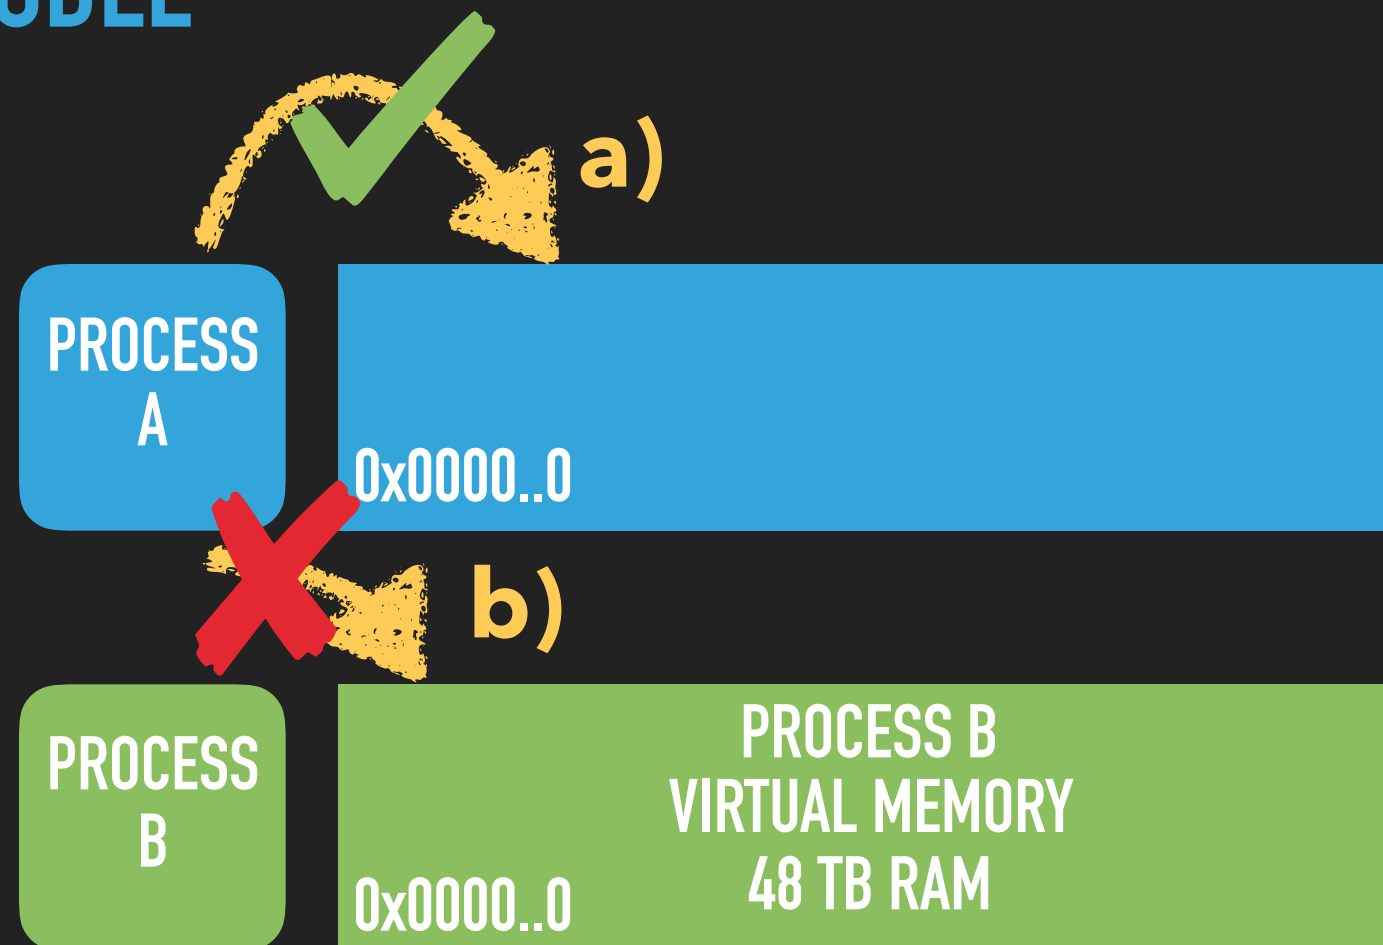 a)
PROCESS
A
0x0000..0
b)
PROCESS
B
PROCESS B
VIRTUAL MEMORY
48 TB RAM
0x0000..0